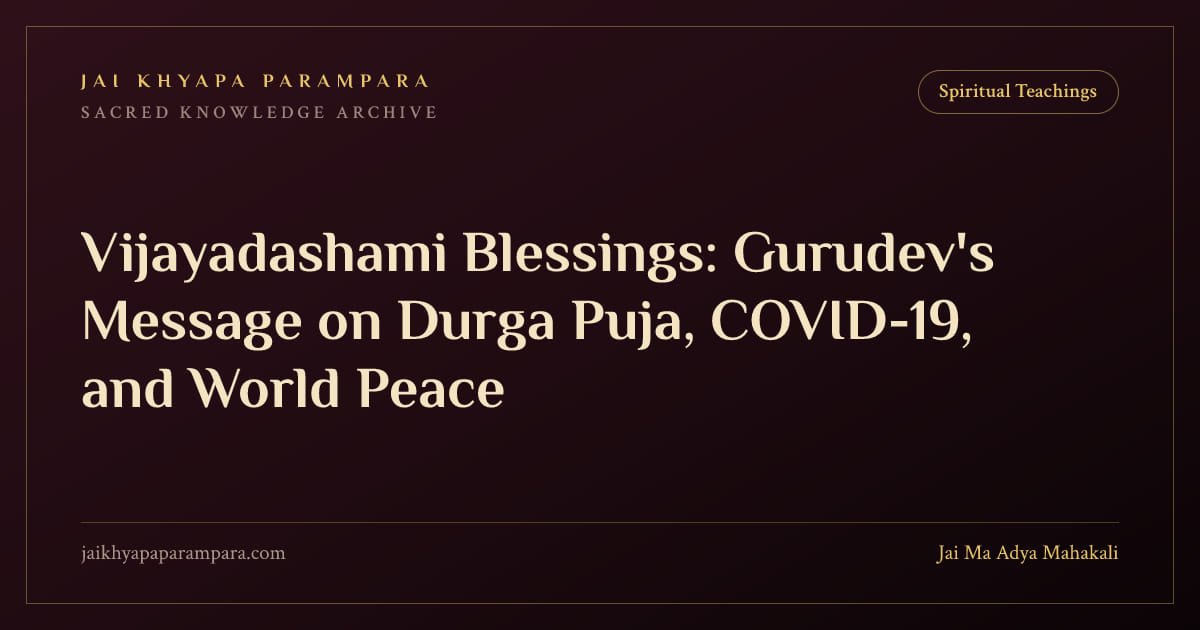 JAI KHYAPA PARAMPARA
SACRED KNOWLEDGE ARCHIVE
Spiritual Teachings
Vijayadashami Blessings: Gurudev's
Message on Durga Puja, COVID-19,
and World Peace
jaikhyapaparampara.com
Jai Ma Adya Mahakali